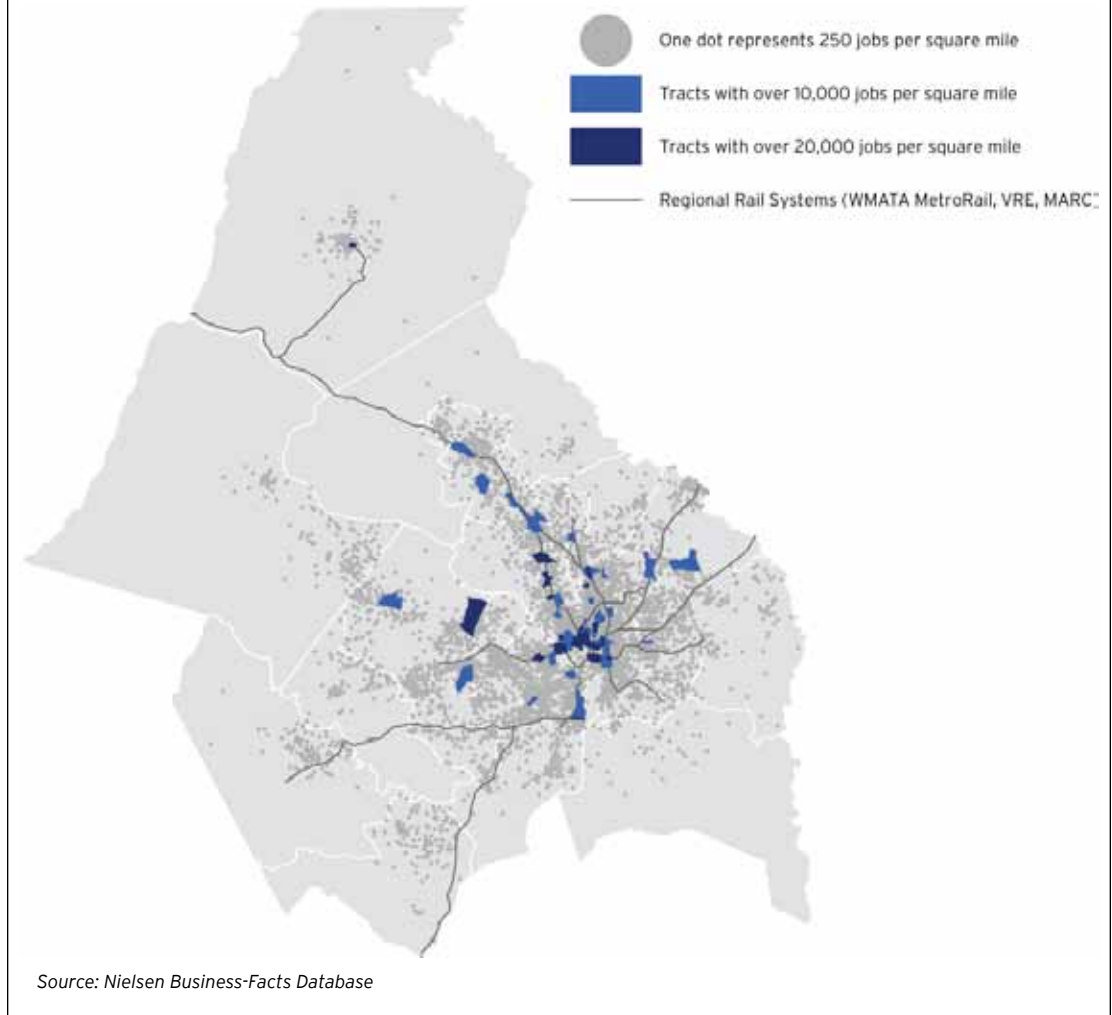 One dot represents 250 jobs per square mile
Tracts with over 10,000 jobs per square mile
Tracts with over 20,000 jobs per square mile
Regional Rail Systems (WMATA MetroRail, VRE, MARC)
Source: Nielsen Business-Facts Database